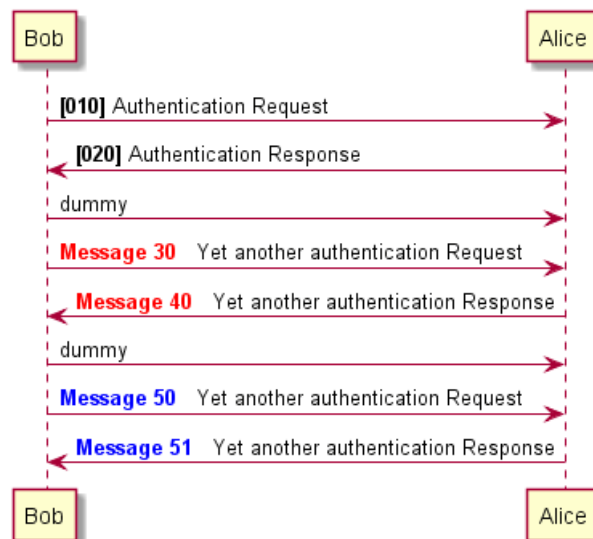 Bob Alice
[010] Authentication Request
[020] Authentication Response
dummy
Message 30 Yet another authentication Request
Message 40 Yet another authentication Response
dummy
Message 50 Yet another authentication Request
Message 51 Yet another authentication Response
Bob Alice